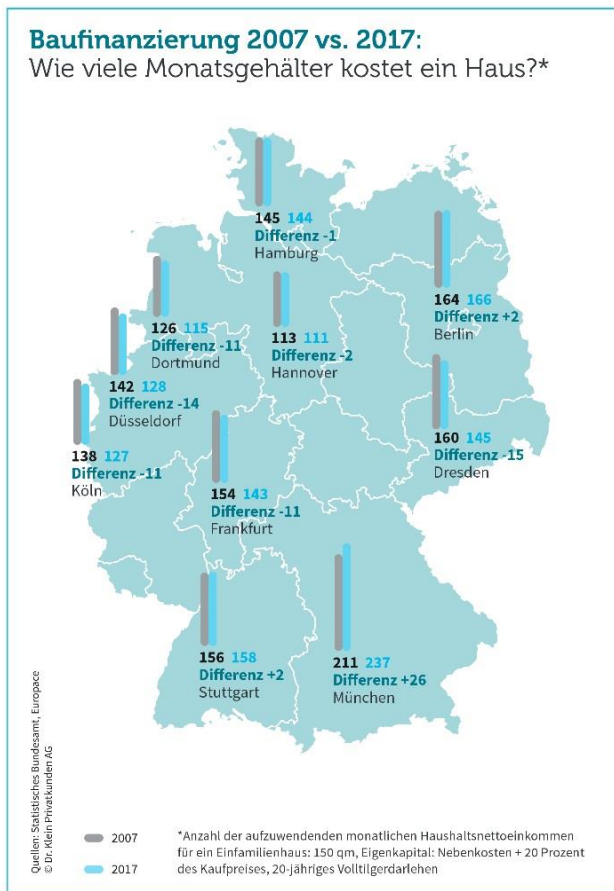 Baufinanzierung 2007 vs. 2017:
Wie viele Monatsgehälter kostet ein Haus?*
145 144
Differenz -1
Hamburg
164 166
Differenz +2
Berlin
126 115
Differenz -11
Dortmund
113 111
Differenz -2
Hannover
142 128
Differenz -14
Düsseldorf
160 145
Differenz -15
Dresden
138 127
Differenz -11
Köln
154 143
Differenz -11
Frankfurt
156 158
Differenz +2
Stuttgart
211 237
Differenz +26
München
Quellen: Statistisches Bundesamt, Europace
© Dr. Klein Privatkunden AG
2007
2017
*Anzahl der aufzuwendenden monatlichen Haushaltsnettoeinkommen
für ein Einfamilienhaus: 150 qm, Eigenkapital: Nebenkosten + 20 Prozent
des Kaufpreises, 20-jähriges Volltilgerdarlehen